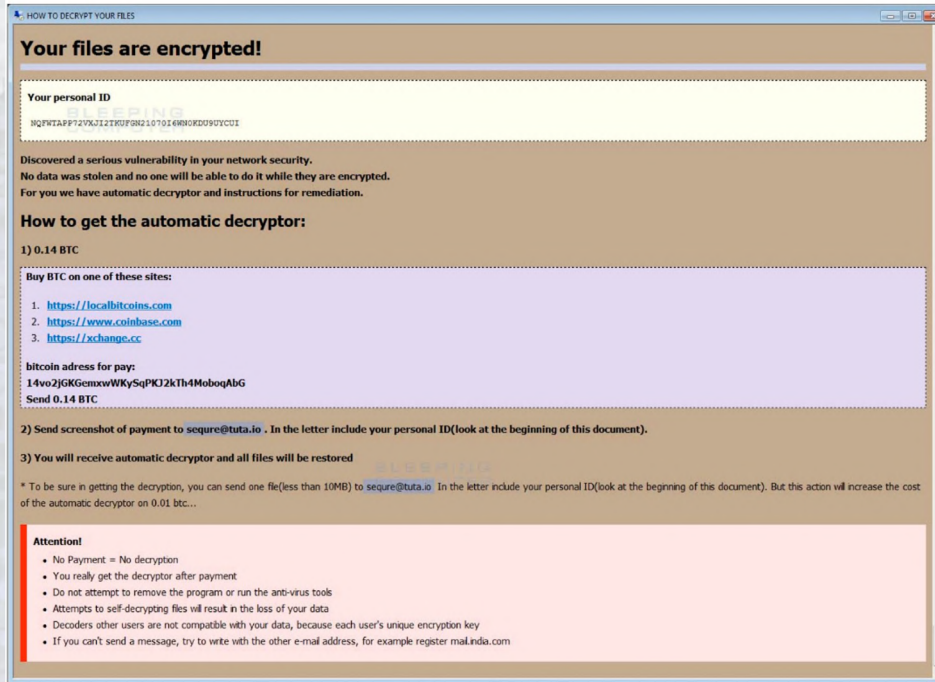 HOW TO DECRYPT YOUR FILES
Your files are encrypted!
Your personal ID
BLEEPING
COMPUTER
Discovered a serious vulnerability in your network security.
No data was stolen and no one will be able to do it while they are encrypted.
For you we have automatic decryptor and instructions for remediation.
How to get the automatic decryptor:
1) 0.14 BTC
Buy BTC on one of these sites:
1. https://localbitcoins.com
2. https://www.coinbase.com
3. https://xchange.cc
bitcoin adress for pay:
14vo2jGKGemxwWKySqPKJ2kTh4MoboqAbG
Send 0.14 BTC
2) Send screenshot of payment to sequre@tuta.io . In the letter include your personal ID(look at the beginning of this document).
3) You will receive automatic decryptor and all files will be restored
BLEEPING
* To be sure in getting the decryption, you can send one file(less than 10MB) to sequre@tuta.io In the letter include your personal ID(look at the beginning of this document). But this action will increase the cost
of the automatic decryptor on 0.01 btc...
Attention!
• No Payment = No decryption
• You really get the decryptor after payment
• Do not attempt to remove the program or run the anti-virus tools
• Attempts to self-decrypting files will result in the loss of your data
• Decoders other users are not compatible with your data, because each user's unique encryption key
• If you can't send a message, try to write with the other e-mail address, for example register mail.india.com